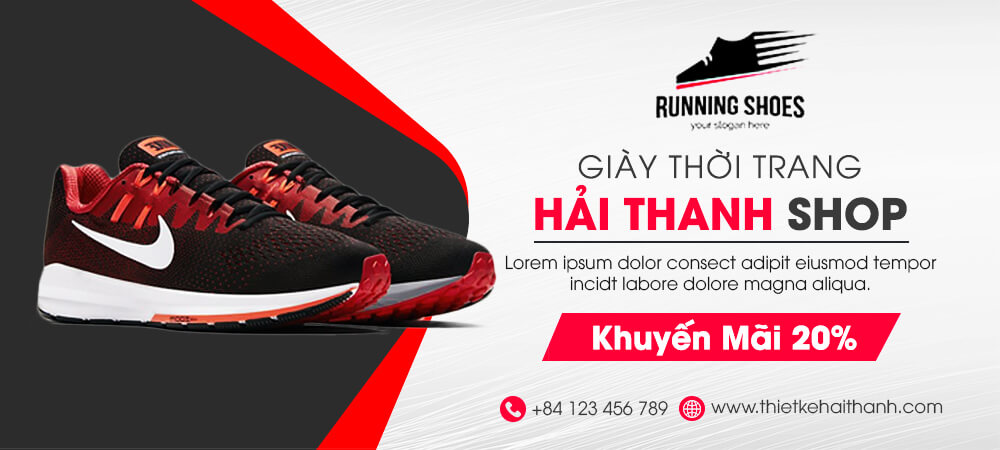 RUNNING SHOES
your slogan here
GIÀY THỜI TRANG
HẢI THANH SHOP
Lorem ipsum dolor consect adipit eiusmod tempor
incidt labore dolore magna aliqua.
Khuyến Mãi 20%
+84 123 456 789 www.thietkehaithanh.com